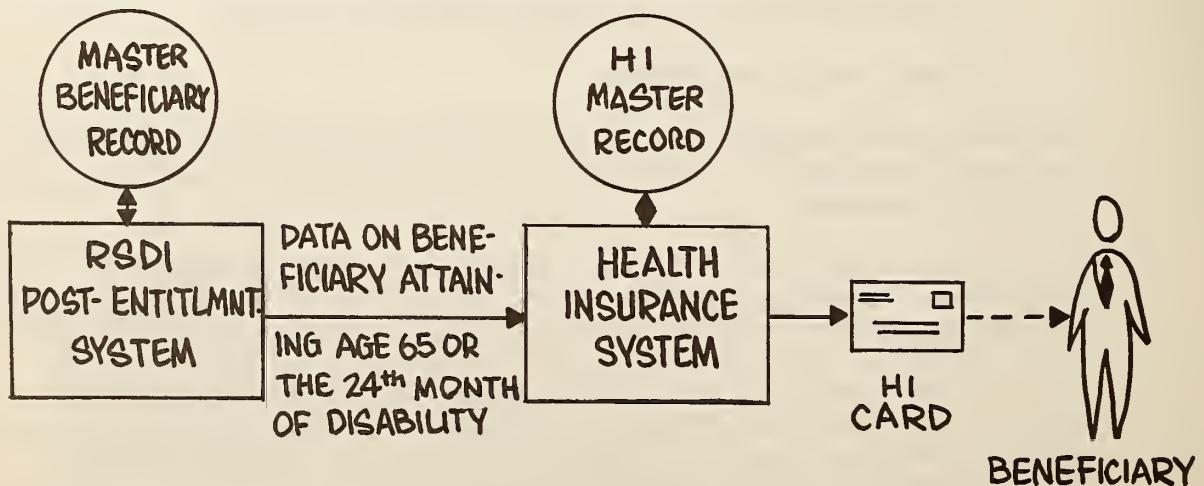 MASTER
BENEFICIARY
RECORD
HI
MASTER
RECORD
RSDI
POST-ENTITLMNT.
SYSTEM
DATA ON BENE-
FICIARY ATTAIN-
ING AGE 65 OR
THE 24th MONTH
OF DISABILITY
HEALTH
INSURANCE
SYSTEM
HI
CARD
BENEFICIARY